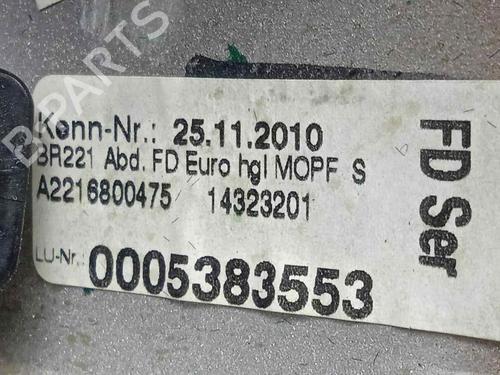 B-PARTS
Kenn-Nr.: 25.11.2010
BR221 Abd. FD Euro hgl MOPF S
A2216800475 14323201
LU-Nr.: 0005383553
FD Ser